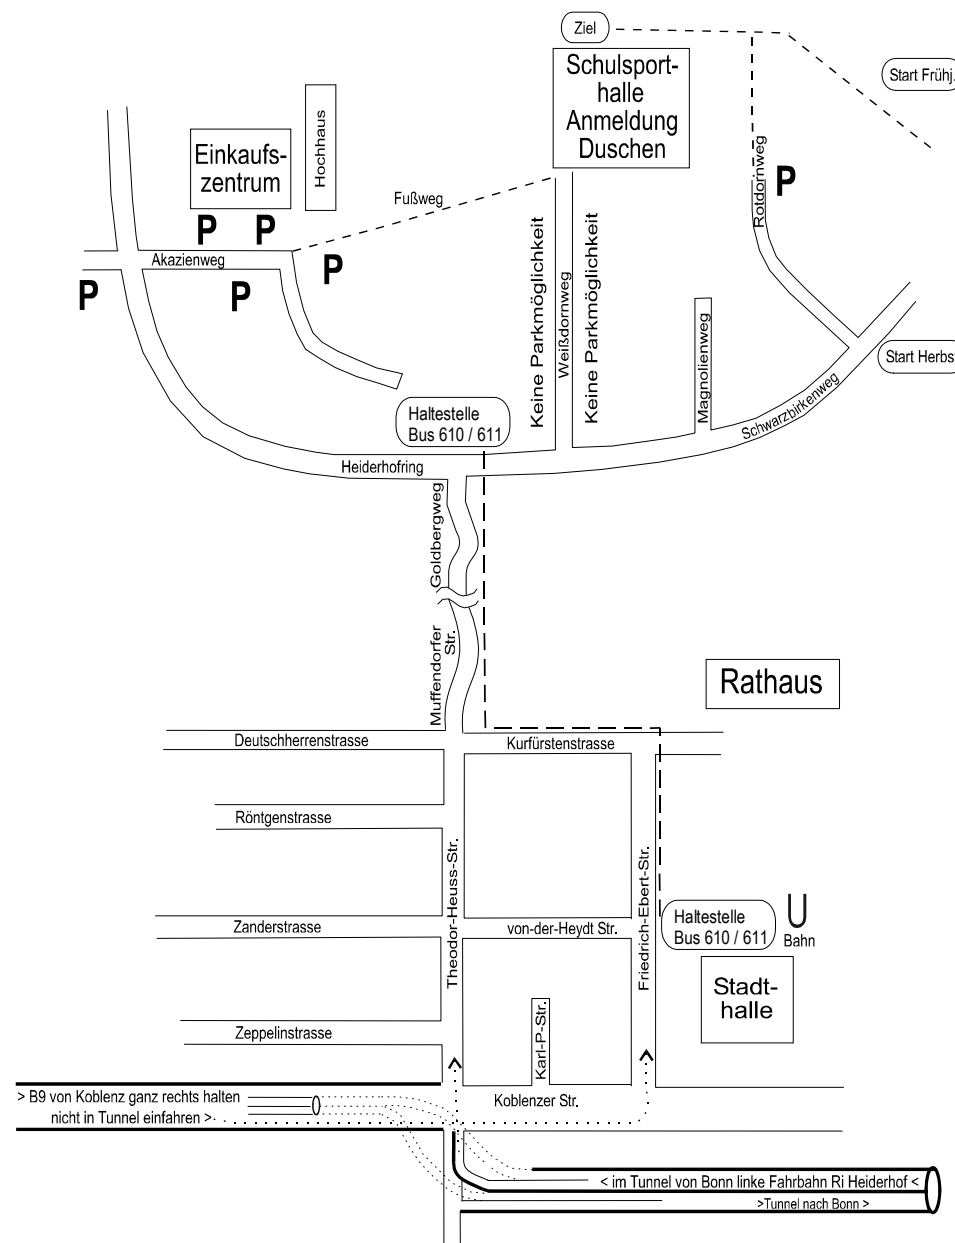 Ziel
Schulsport-
halle
Anmeldung
Duschen
Start Frühj.
Hochhaus
Einkaufs-
zentrum
Fußweg
Rotdornweg
P
P
P
Akazienweg
P
P
P
Keine Parkmöglichkeit
Weißdornweg
Keine Parkmöglichkeit
Magnolienweg
Start Herbs
Schwarzbirkenweg
Haltestelle
Bus 610 / 611
Heiderhofring
Goldbergweg
Muffendorfer
Str.
Rathaus
Deutschherrenstrasse
Kurfürstenstrasse
Röntgenstrasse
Theodor-Heuss-Str.
Friedrich-Ebert-Str.
Zanderstrasse
von-der-Heydt Str.
Haltestelle
Bus 610 / 611
U
Bahn
Stadt-
halle
Zeppelinstrasse
Karl-P-Str.
> B9 von Koblenz ganz rechts halten
nicht in Tunnel einfahren >
Koblenzer Str.
< im Tunnel von Bonn linke Fahrbahn Ri Heiderhof <
>Tunnel nach Bonn >